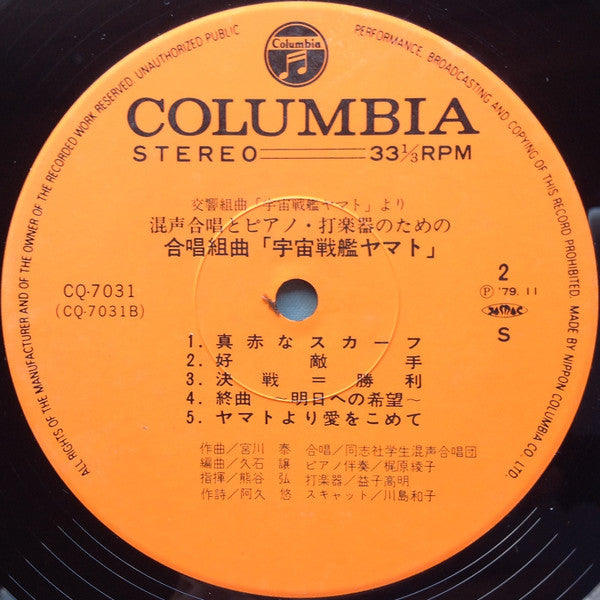 ALL RIGHTS OF THE MANUFACTURER AND OF THE OWNER OF THE RECORDED WORK RESERVED. UNAUTHORIZED PUBLIC PERFORMANCE, BROADCASTING AND COPYING OF THIS RECORD PROHIBITED. MADE BY NIPPON COLUMBIA CO., LTD.
Columbia
COLUMBIA
STEREO 33 1/3 RPM
交響組曲「宇宙戦艦ヤマト」より
混声合唱とピアノ・打楽器のための
合唱組曲「宇宙戦艦ヤマト」
CQ-7031
(CQ-7031B)
2
Ⓟ '79. 11
JASRAC
S
1. 真赤なスカーフ
2. 好敵手
3. 決戦=勝利
4. 終曲 ~明日への希望~
5. ヤマトより愛をこめて
作曲/宮川 泰 合唱/同志社学生混声合唱団
編曲/久石 譲 ピアノ伴奏/梶原綾子
指揮/熊谷 弘 打楽器/益子高明
作詩/阿久 悠 スキャット/川島和子